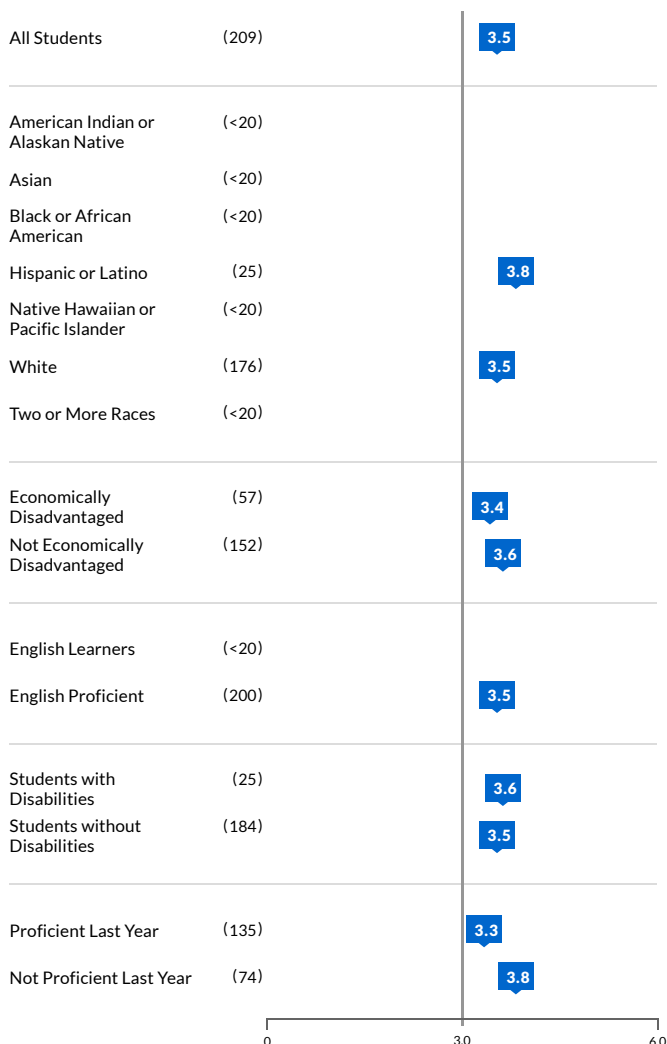 All Students (209) 3.5
American Indian or (<20)
Alaskan Native
Asian (<20)
Black or African (<20)
American
Hispanic or Latino (25) 3.8
Native Hawaiian or (<20)
Pacific Islander
White (176) 3.5
Two or More Races (<20)
Economically (57) 3.4
Disadvantaged
Not Economically (152) 3.6
Disadvantaged
English Learners (<20)
English Proficient (200) 3.5
Students with (25) 3.6
Disabilities
Students without (184) 3.5
Disabilities
Proficient Last Year (135) 3.3
Not Proficient Last Year (74) 3.8
0 3.0 6.0